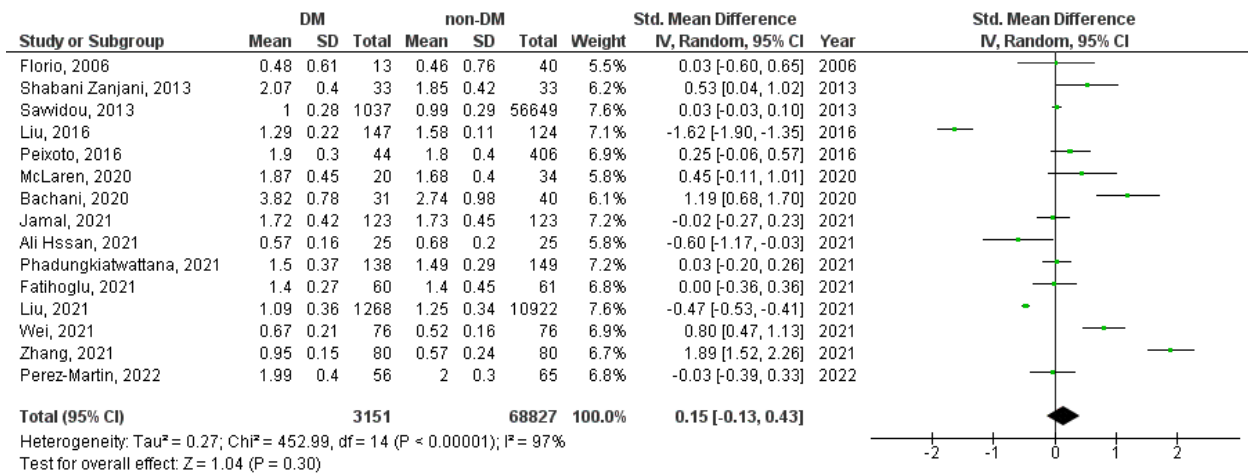 DM non-DM Std. Mean Difference Std. Mean Difference
Study or Subgroup Mean SD Total Mean SD Total Weight IV, Random, 95% CI Year IV, Random, 95% CI
Florio, 2006 0.48 0.61 13 0.46 0.76 40 5.5% 0.03 [-0.60, 0.65] 2006
Shabani Zanjani, 2013 2.07 0.4 33 1.85 0.42 33 6.2% 0.53 [0.04, 1.02] 2013
Sawidou, 2013 1 0.28 1037 0.99 0.29 56649 7.6% 0.03 [-0.03, 0.10] 2013
Liu, 2016 1.29 0.22 147 1.58 0.11 124 7.1% -1.62 [-1.90, -1.35] 2016
Peixoto, 2016 1.9 0.3 44 1.8 0.4 406 6.9% 0.25 [-0.06, 0.57] 2016
McLaren, 2020 1.87 0.45 20 1.68 0.4 34 5.8% 0.45 [-0.11, 1.01] 2020
Bachani, 2020 3.82 0.78 31 2.74 0.98 40 6.1% 1.19 [0.68, 1.70] 2020
Jamal, 2021 1.72 0.42 123 1.73 0.45 123 7.2% -0.02 [-0.27, 0.23] 2021
Ali Hssan, 2021 0.57 0.16 25 0.68 0.2 25 5.8% -0.60 [-1.17, -0.03] 2021
Phadungkiatwattana, 2021 1.5 0.37 138 1.49 0.29 149 7.2% 0.03 [-0.20, 0.26] 2021
Fatihoglu, 2021 1.4 0.27 60 1.4 0.45 61 6.8% 0.00 [-0.36, 0.36] 2021
Liu, 2021 1.09 0.36 1268 1.25 0.34 10922 7.6% -0.47 [-0.53, -0.41] 2021
Wei, 2021 0.67 0.21 76 0.52 0.16 76 6.9% 0.80 [0.47, 1.13] 2021
Zhang, 2021 0.95 0.15 80 0.57 0.24 80 6.7% 1.89 [1.52, 2.26] 2021
Perez-Martin, 2022 1.99 0.4 56 2 0.3 65 6.8% -0.03 [-0.39, 0.33] 2022
Total (95% CI) 3151 68827 100.0% 0.15 [-0.13, 0.43]
Heterogeneity: Tau² = 0.27; Chi² = 452.99, df = 14 (P < 0.00001); I² = 97%
Test for overall effect: Z = 1.04 (P = 0.30)
-2 -1 0 1 2